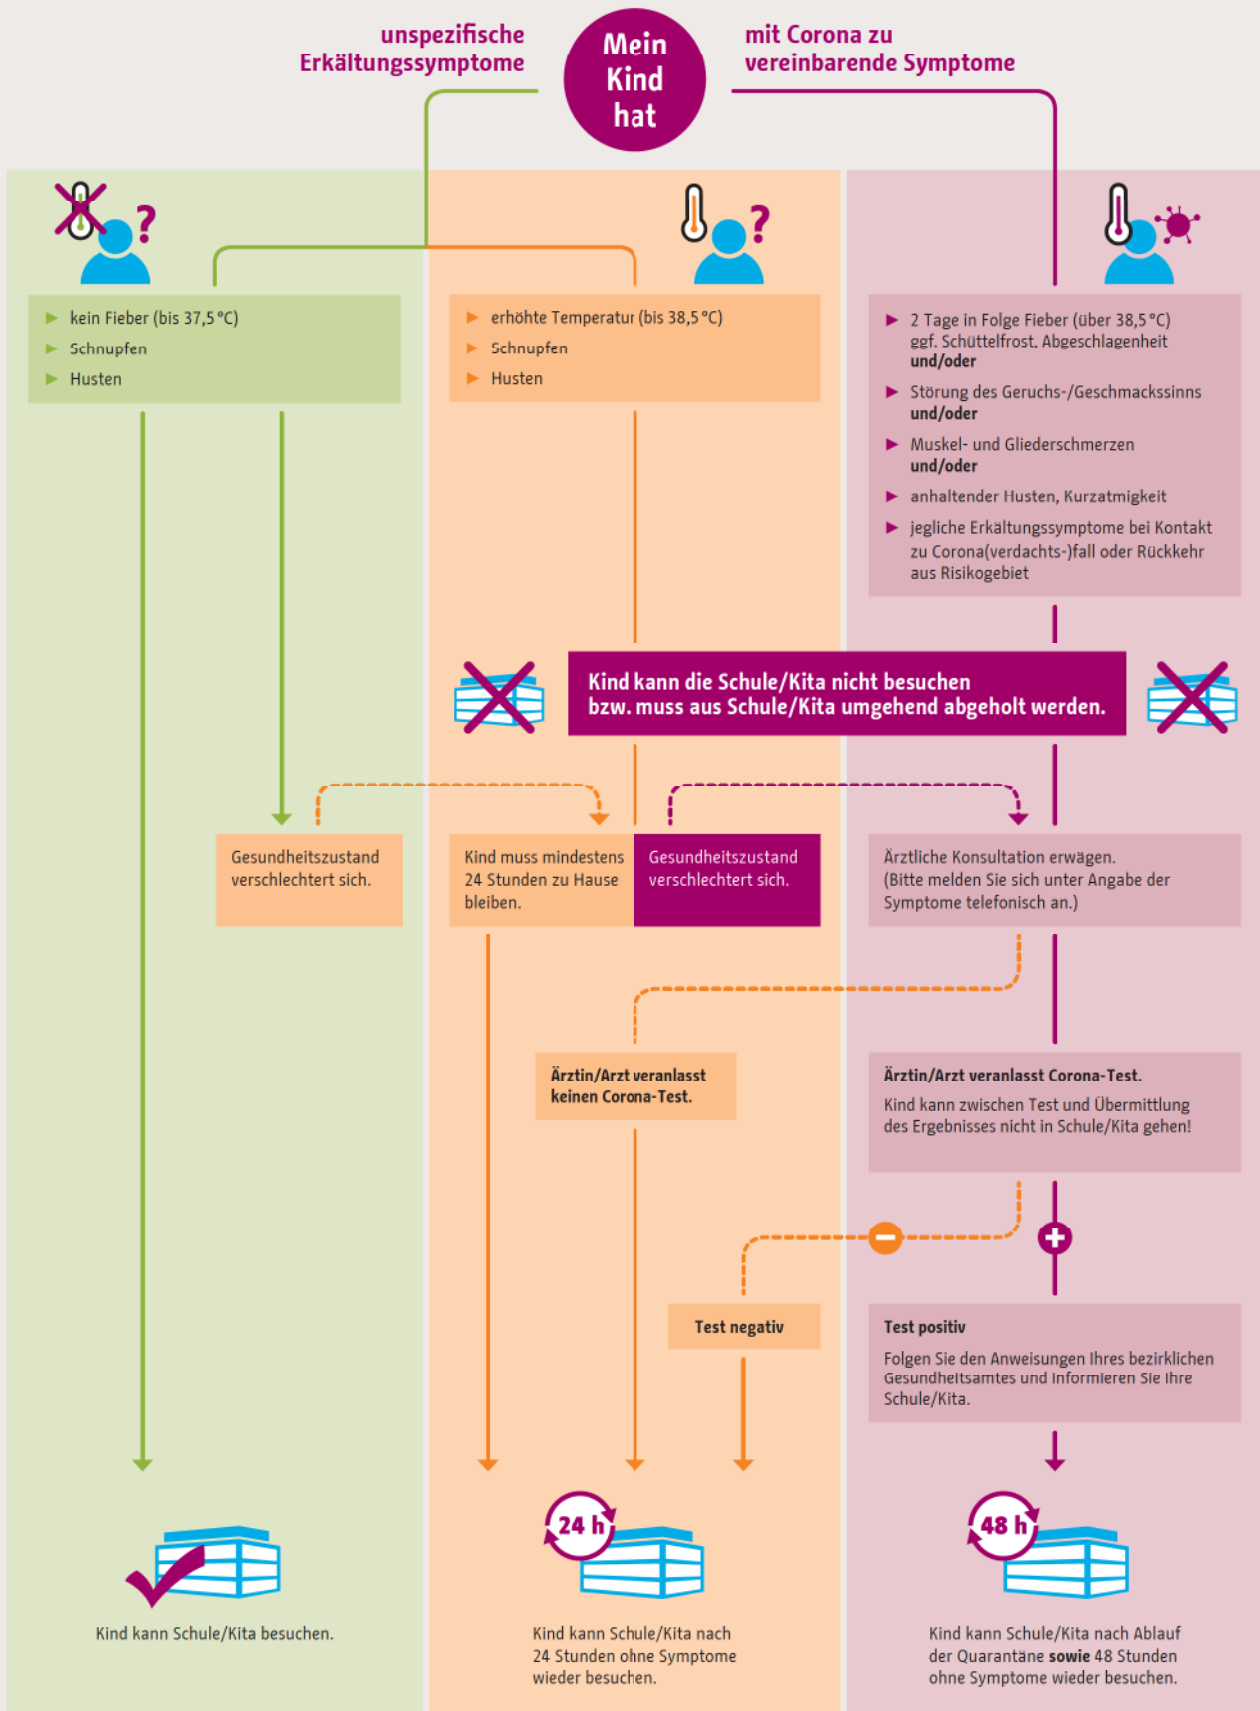 unspezifische
Erkältungssymptome
Mein
Kind
hat
mit Corona zu
vereinbarende Symptome
?
kein Fieber (bis 37,5 °C)
Schnupfen
Husten
?
erhöhte Temperatur (bis 38,5 °C)
Schnupfen
Husten
2 Tage in Folge Fieber (über 38,5 °C)
ggf. Schüttelfrost, Abgeschlagenheit
und/oder
Störung des Geruchs-/Geschmackssinns
und/oder
Muskel- und Gliederschmerzen
und/oder
anhaltender Husten, Kurzatmigkeit
jegliche Erkältungssymptome bei Kontakt
zu Corona(verdachts-)fall oder Rückkehr
aus Risikogebiet
Kind kann die Schule/Kita nicht besuchen
bzw. muss aus Schule/Kita umgehend abgeholt werden.
Gesundheitszustand
verschlechtert sich.
Kind muss mindestens
24 Stunden zu Hause
bleiben.
Gesundheitszustand
verschlechtert sich.
Ärztliche Konsultation erwägen.
(Bitte melden Sie sich unter Angabe der
Symptome telefonisch an.)
Ärztin/Arzt veranlasst
keinen Corona-Test.
Ärztin/Arzt veranlasst Corona-Test.
Kind kann zwischen Test und Übermittlung
des Ergebnisses nicht in Schule/Kita gehen!
Test negativ
Test positiv
Folgen Sie den Anweisungen Ihres bezirklichen
Gesundheitsamtes und informieren Sie Ihre
Schule/Kita.
Kind kann Schule/Kita besuchen.
24 h
Kind kann Schule/Kita nach
24 Stunden ohne Symptome
wieder besuchen.
48 h
Kind kann Schule/Kita nach Ablauf
der Quarantäne sowie 48 Stunden
ohne Symptome wieder besuchen.